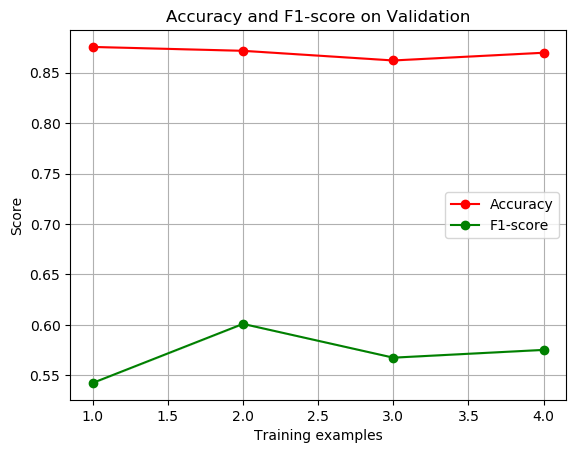 Accuracy and F1-score on Validation
Score
0.85
0.80
0.75
0.70
0.65
0.60
0.55
Accuracy
F1-score
1.0 1.5 2.0 2.5 3.0 3.5 4.0
Training examples